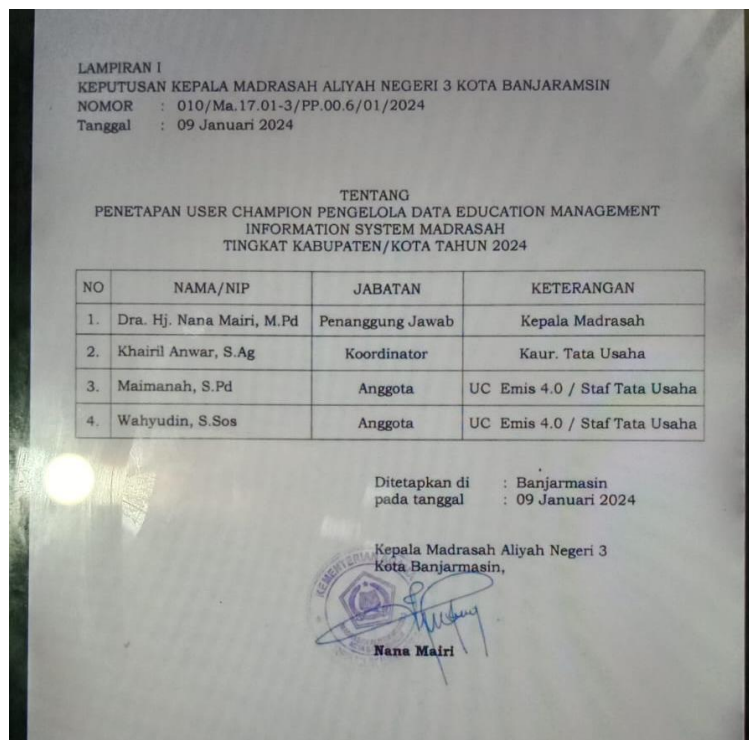 LAMPIRAN I
KEPUTUSAN KEPALA MADRASAH ALIYAH NEGERI 3 KOTA BANJARAMSIN
NOMOR : 010/Ma.17.01-3/PP.00.6/01/2024
Tanggal : 09 Januari 2024
TENTANG
PENETAPAN USER CHAMPION PENGELOLA DATA EDUCATION MANAGEMENT
INFORMATION SYSTEM MADRASAH
TINGKAT KABUPATEN/KOTA TAHUN 2024
NO NAMA/NIP JABATAN KETERANGAN
1. Dra. Hj. Nana Mairi, M.Pd Penanggung Jawab Kepala Madrasah
2. Khairil Anwar, S.Ag Koordinator Kaur. Tata Usaha
3. Maimanah, S.Pd Anggota UC Emis 4.0 / Staf Tata Usaha
4. Wahyudin, S.Sos Anggota UC Emis 4.0 / Staf Tata Usaha
Ditetapkan di : Banjarmasin
pada tanggal : 09 Januari 2024
Kepala Madrasah Aliyah Negeri 3
Kota Banjarmasin,
Nana Mairi